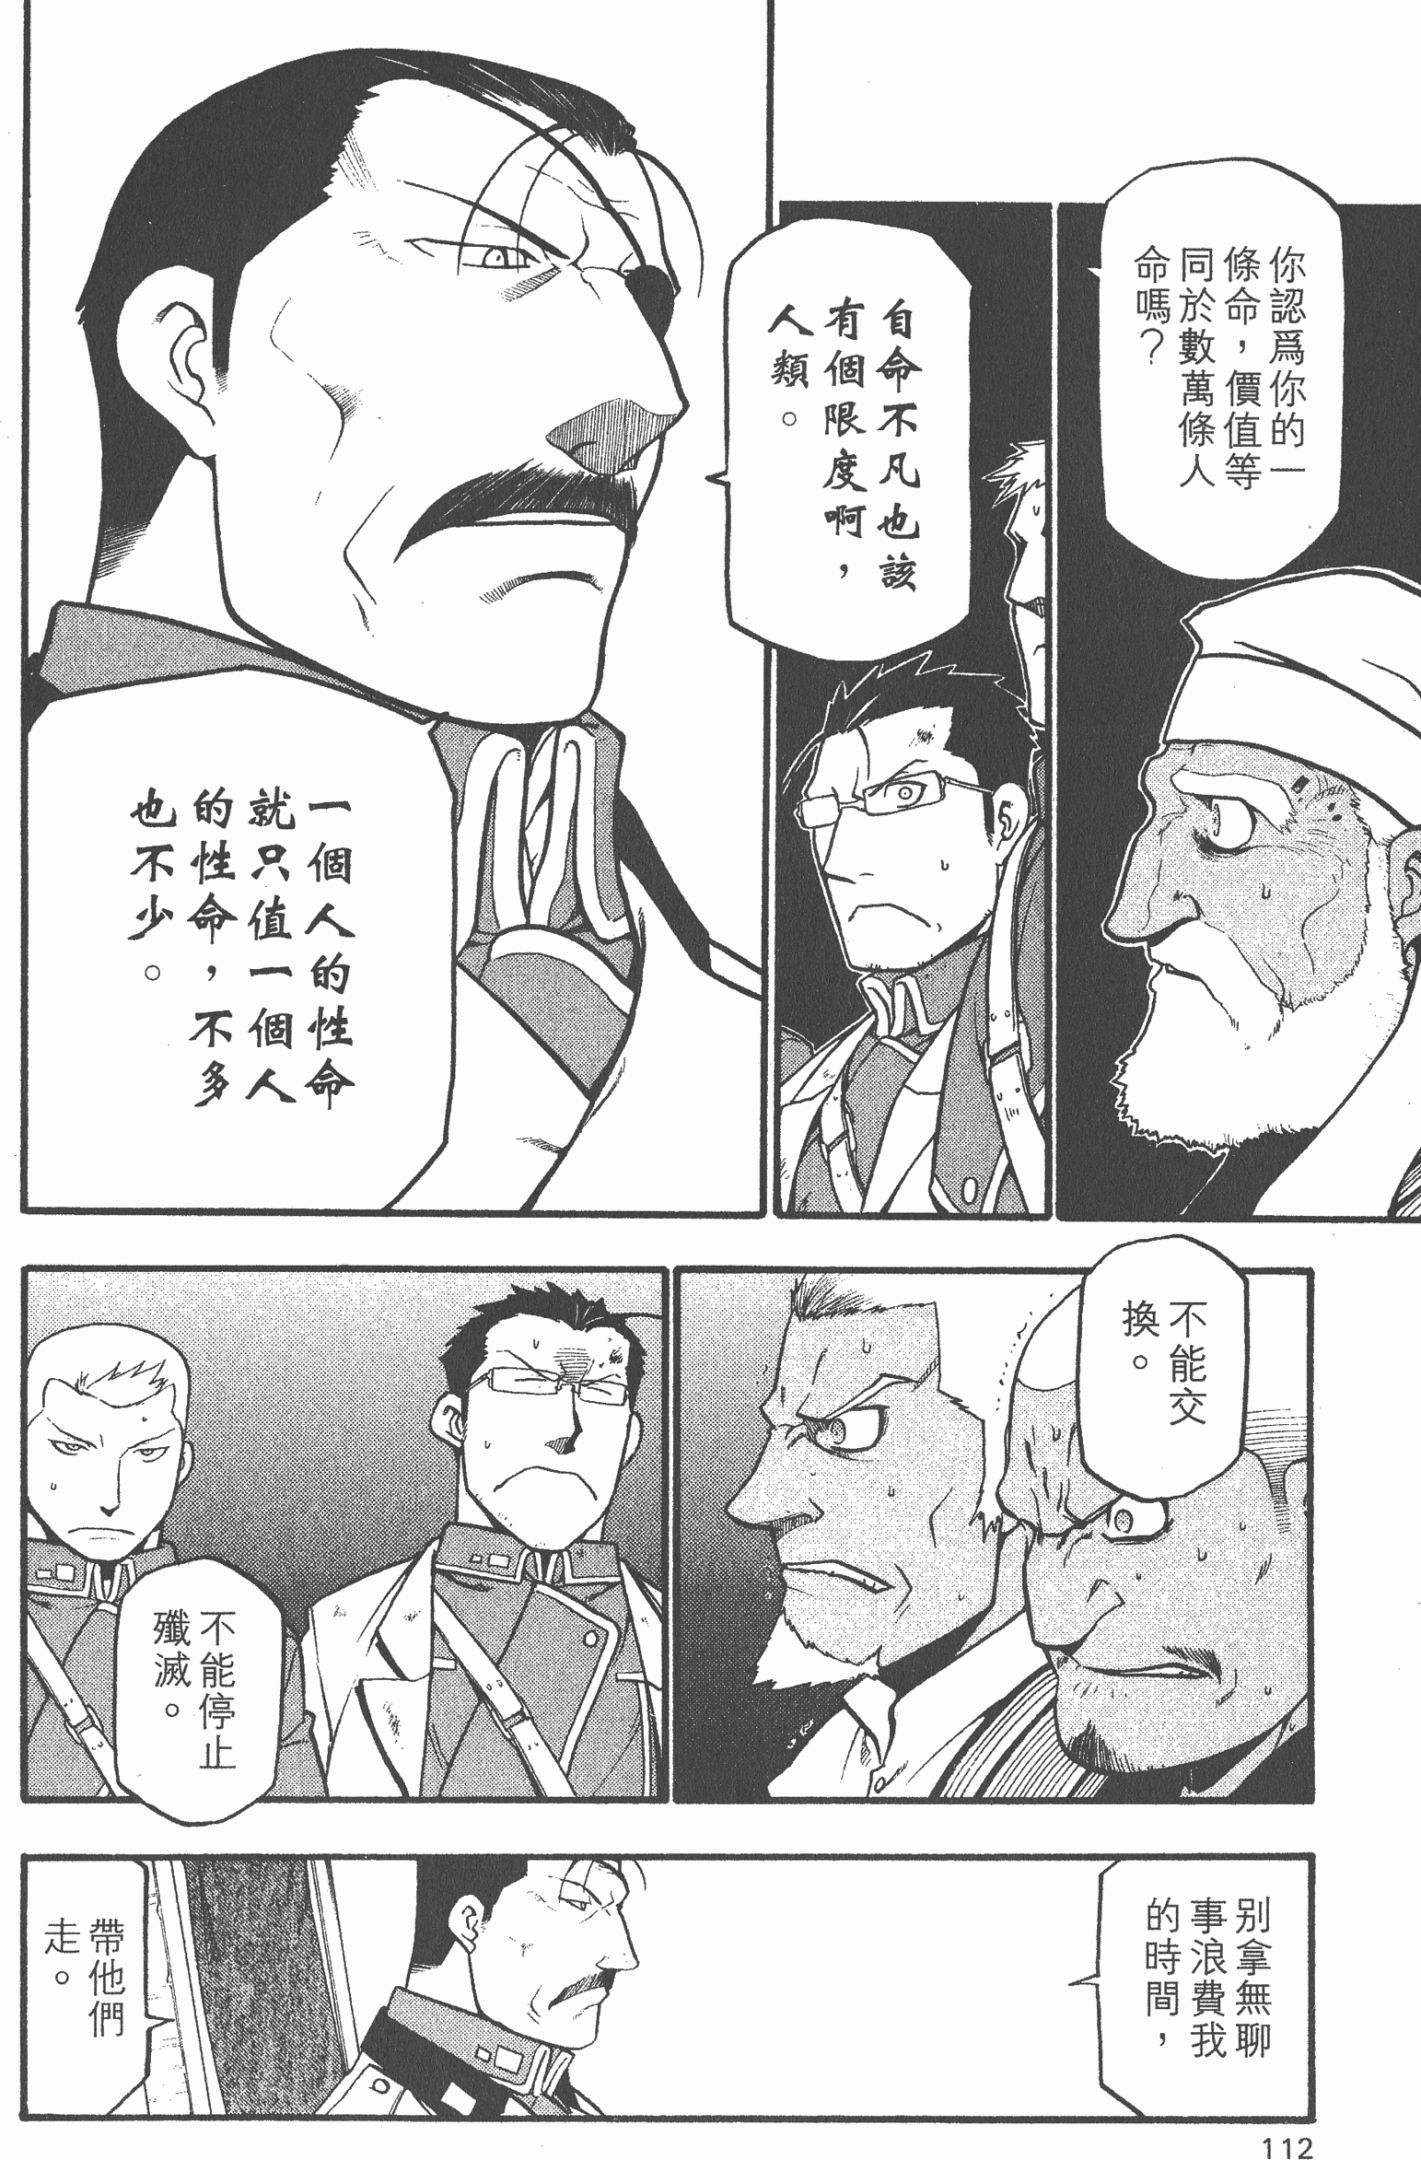 你認爲你的一
條命，價值等
同於數萬條人
命嗎？
自命不凡也該
有個限度啊，
人類。
一個人的性命
就只值一個人
的性命，不多
也不少。
不能交
換。
不能停止
殲滅。
別拿無聊
事浪費我
的時間，
帶他們
走。
112